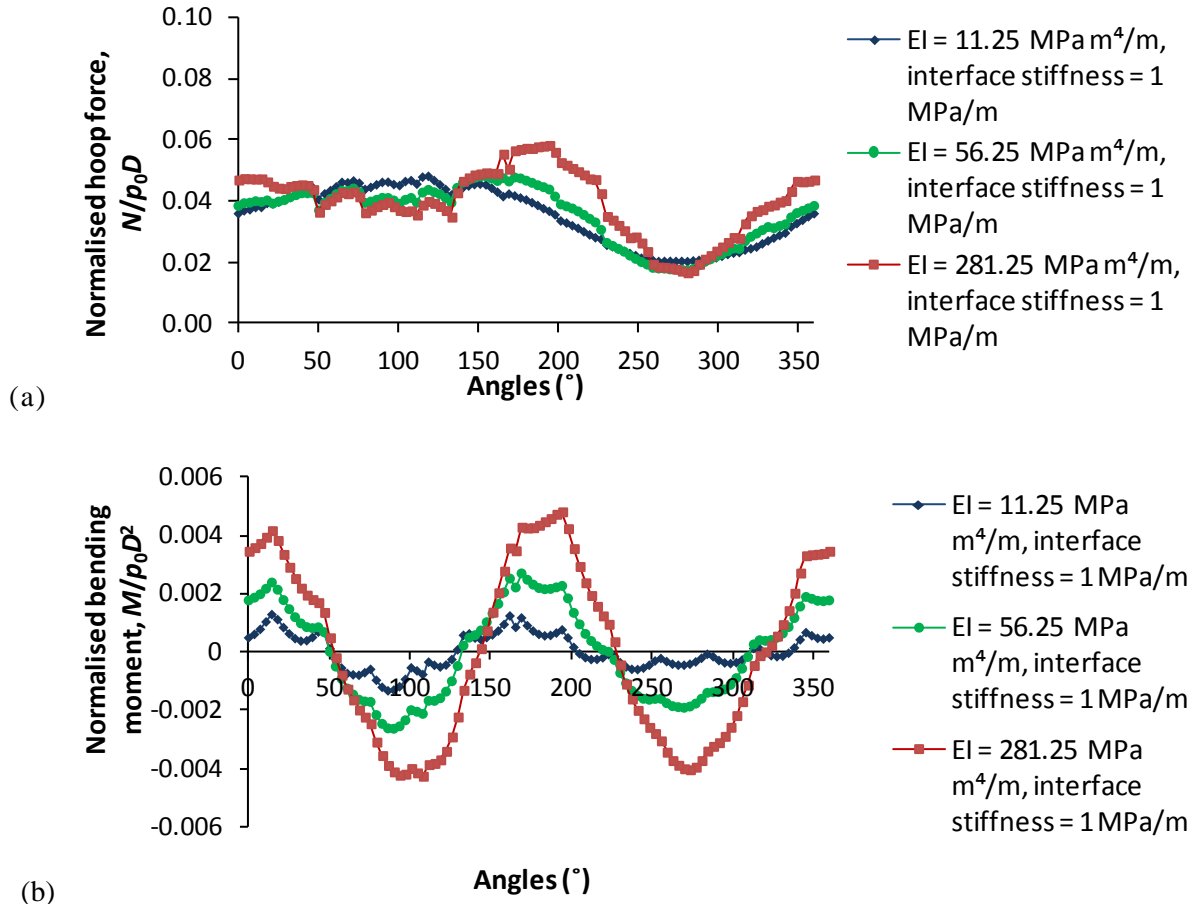 0.10
0.08
0.06
0.04
0.02
0.00
Normalised hoop force,
N/p₀D
0 50 100 150 200 250 300 350
Angles (°)
EI = 11.25 MPa m⁴/m,
interface stiffness = 1
MPa/m
EI = 56.25 MPa m⁴/m,
interface stiffness = 1
MPa/m
EI = 281.25 MPa m⁴/m,
interface stiffness = 1
MPa/m
(a)
0.006
0.004
0.002
0
-0.002
-0.004
-0.006
Normalised bending
moment, M/p₀D²
0 50 100 150 200 250 300 350
Angles (°)
EI = 11.25 MPa
m⁴/m, interface
stiffness = 1 MPa/m
EI = 56.25 MPa
m⁴/m, interface
stiffness = 1 MPa/m
EI = 281.25 MPa
m⁴/m, interface
stiffness = 1 MPa/m
(b)